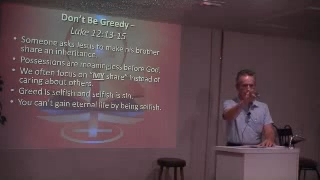 Don't Be Greedy –
Luke 12:13-15
• Someone asks Jesus to make his brother
share an inheritance.
• Possessions are meaningless before God.
• We often focus on "MY share" instead of
caring about others.
• Greed is selfish and selfish is sin.
• You can't gain eternal life by being selfish.